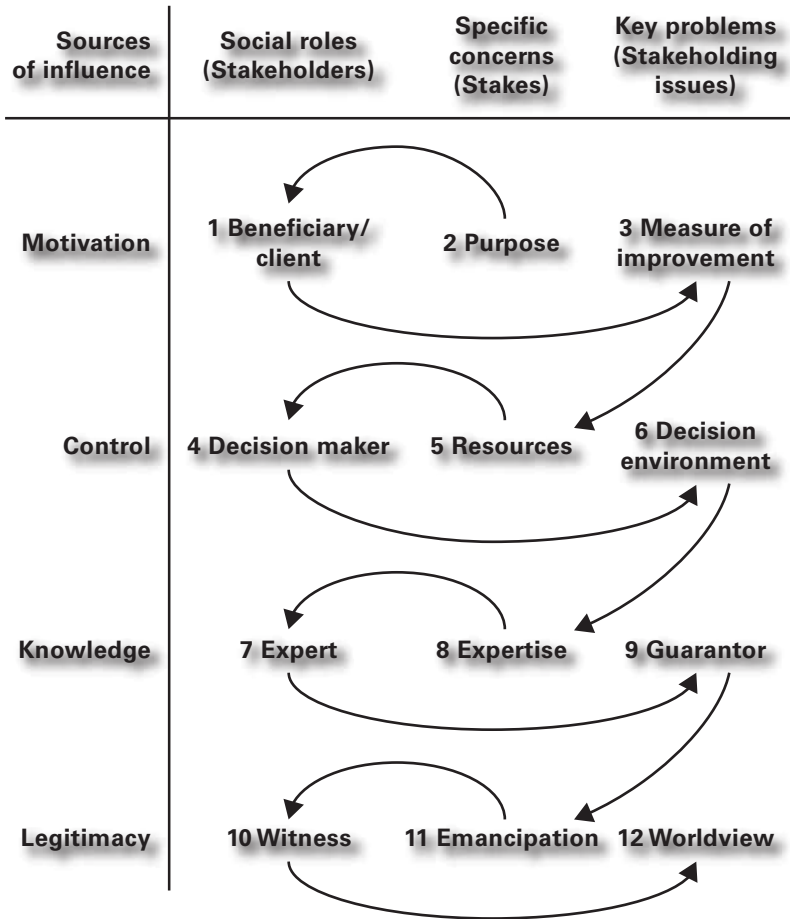 Sources
of influence
Social roles
(Stakeholders)
Specific
concerns
(Stakes)
Key problems
(Stakeholding
issues)
Motivation
1 Beneficiary/
client
2 Purpose
3 Measure of
improvement
Control
4 Decision maker
5 Resources
6 Decision
environment
Knowledge
7 Expert
8 Expertise
9 Guarantor
Legitimacy
10 Witness
11 Emancipation
12 Worldview